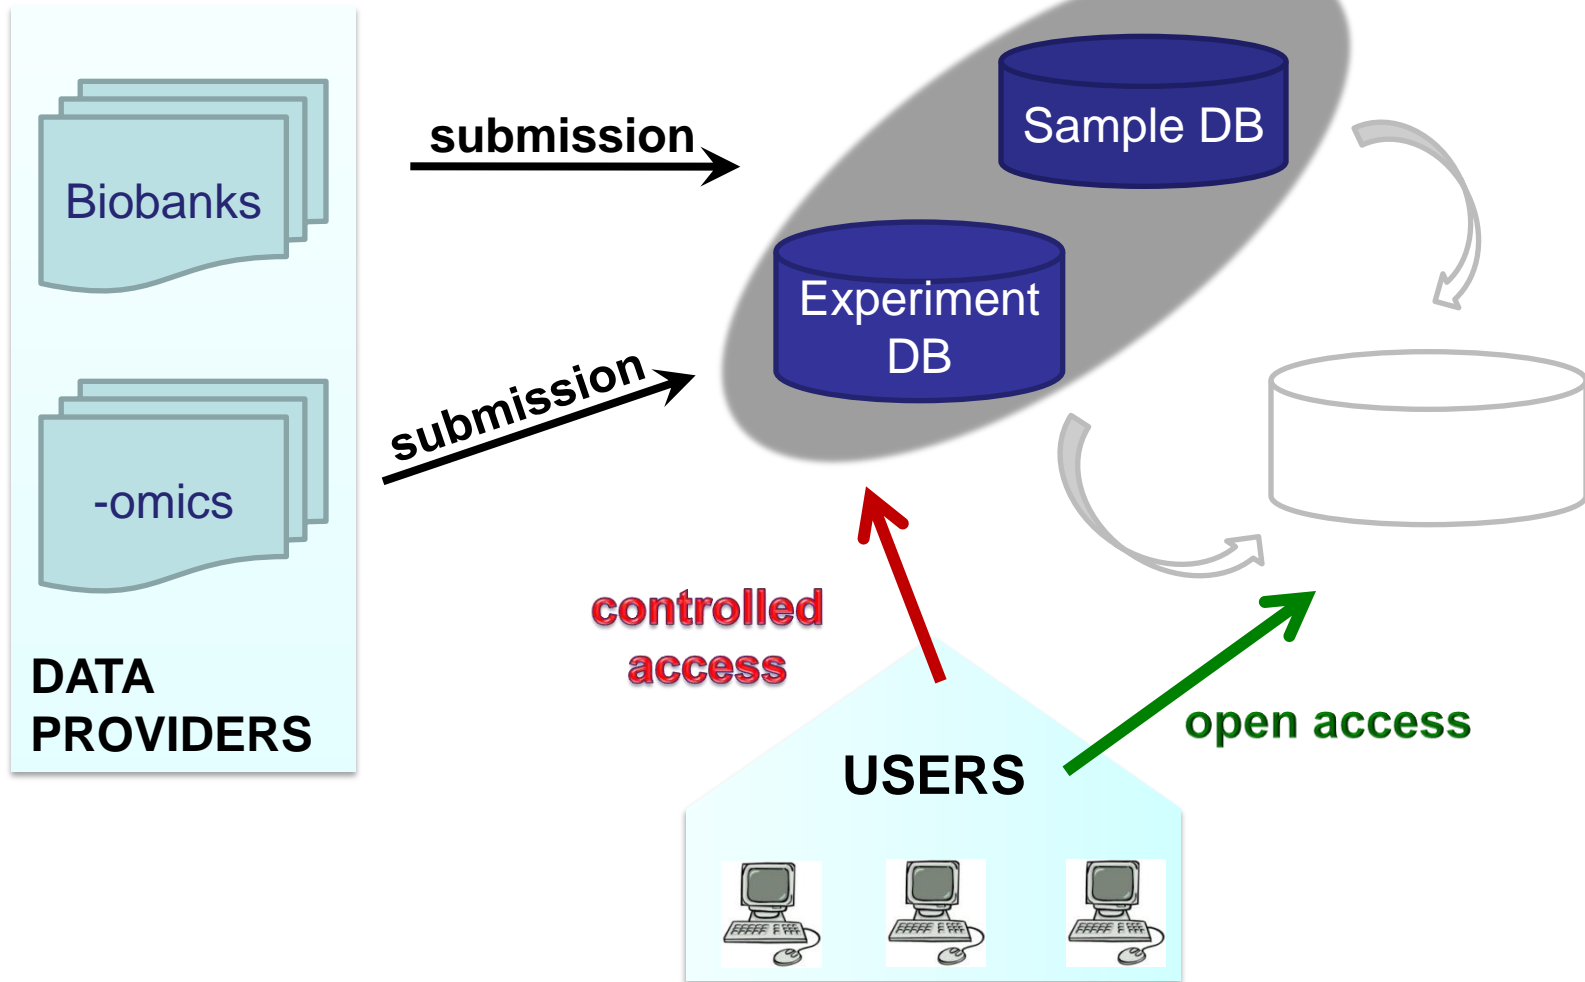 Biobanks
-omics
DATA
PROVIDERS
submission
submission
Sample DB
Experiment
DB
controlled
access
open access
USERS